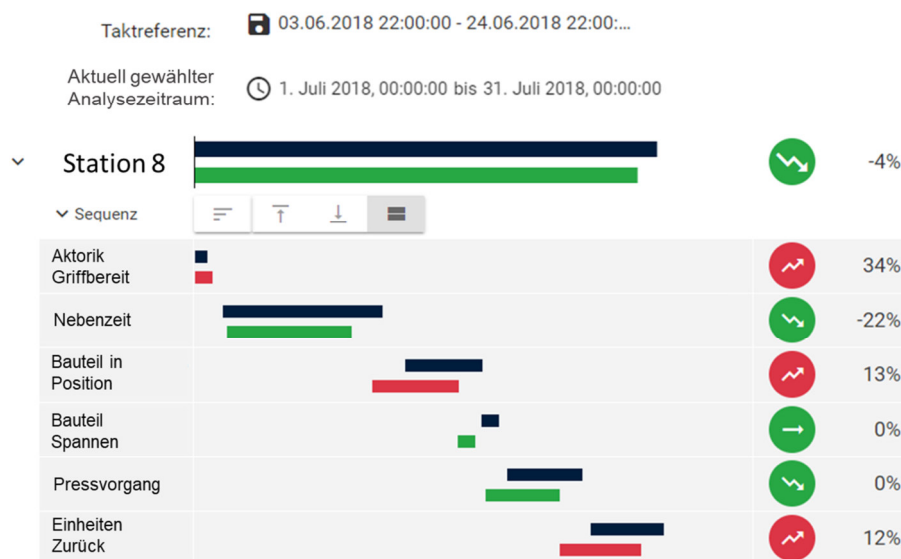 Taktreferenz:
03.06.2018 22:00:00 - 24.06.2018 22:00:...
Aktuell gewählter
Analysezeitraum:
1. Juli 2018, 00:00:00 bis 31. Juli 2018, 00:00:00
Station 8
-4%
Sequenz
Aktorik
Griffbereit
34%
Nebenzeit
-22%
Bauteil in
Position
13%
Bauteil
Spannen
0%
Pressvorgang
0%
Einheiten
Zurück
12%